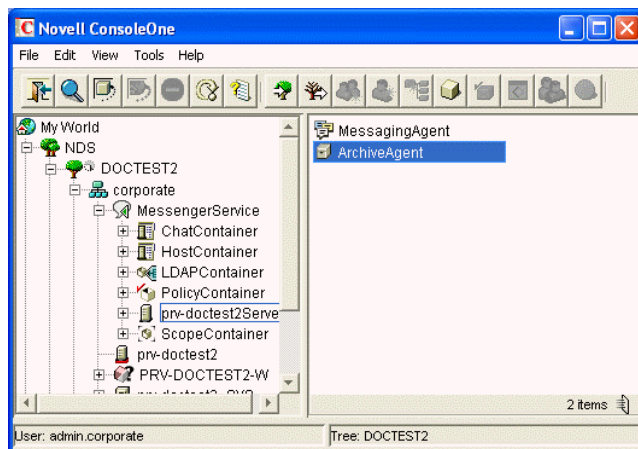 Novell ConsoleOne
File Edit View Tools Help
My World
NDS
DOCTEST2
corporate
MessengerService
ChatContainer
HostContainer
LDAPContainer
PolicyContainer
prv-doctest2Serve
ScopeContainer
prv-doctest2
PRV-DOCTEST2-W
MessagingAgent
ArchiveAgent
2 items
User: admin.corporate
Tree: DOCTEST2